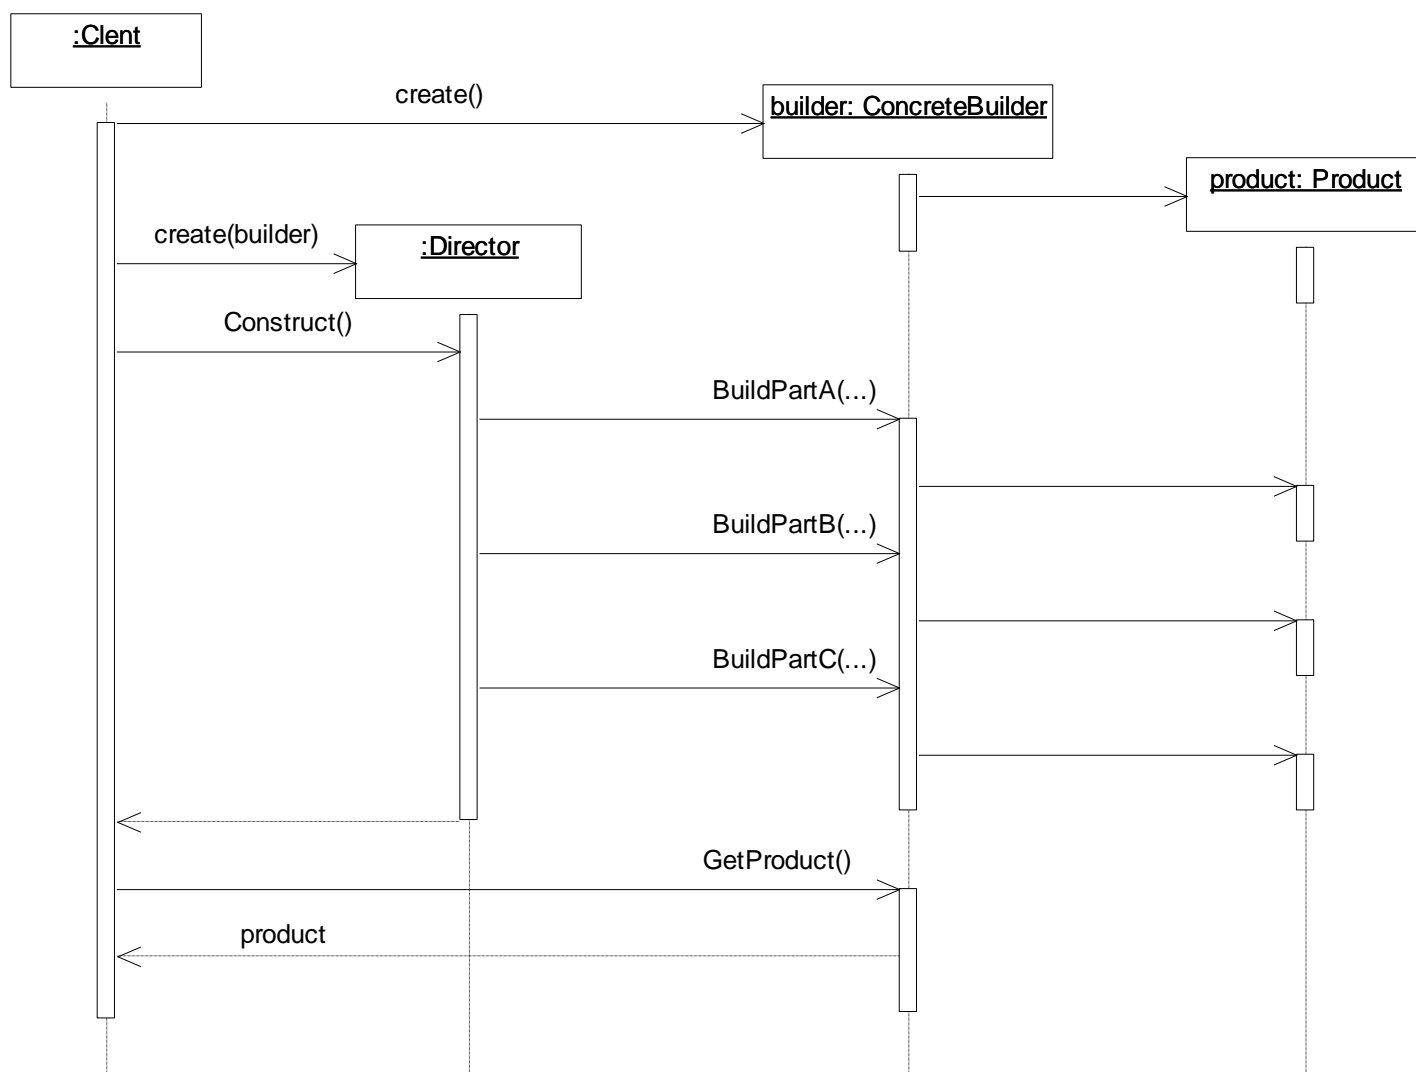 :Clent
create()
builder: ConcreteBuilder
product: Product
create(builder)
:Director
Construct()
BuildPartA(...)
BuildPartB(...)
BuildPartC(...)
GetProduct()
product